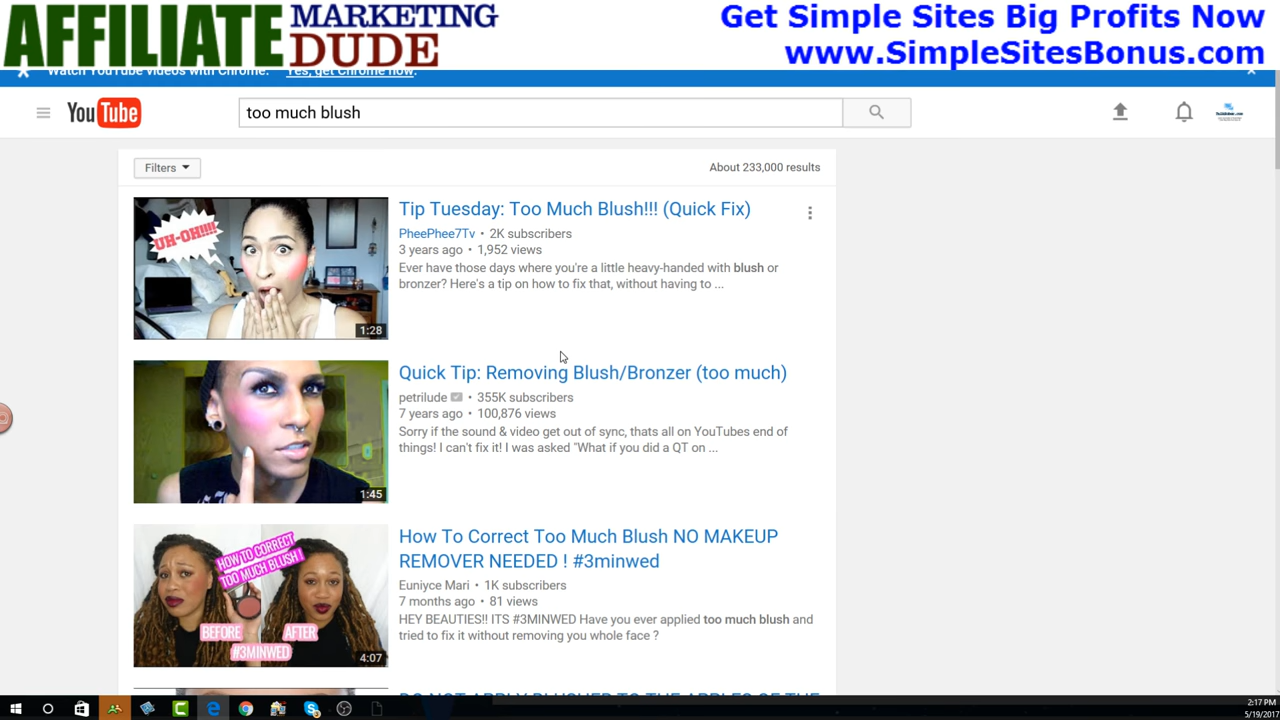 AFFILIATE MARKETING DUDE
Get Simple Sites Big Profits Now
www.SimpleSitesBonus.com
Watch YouTube videos with Chrome. Yes, get Chrome now.
YouTube
too much blush
Filters
About 233,000 results
UH-OH!!!!
1:28
Tip Tuesday: Too Much Blush!!! (Quick Fix)
PheePhee7Tv • 2K subscribers
3 years ago • 1,952 views
Ever have those days where you're a little heavy-handed with blush or
bronzer? Here's a tip on how to fix that, without having to ...
1:45
Quick Tip: Removing Blush/Bronzer (too much)
petrilude • 355K subscribers
7 years ago • 100,876 views
Sorry if the sound & video get out of sync, thats all on YouTubes end of
things! I can't fix it! I was asked "What if you did a QT on ...
HOW TO CORRECT
TOO MUCH BLUSH!
BEFORE AFTER
#3MINWED
4:07
How To Correct Too Much Blush NO MAKEUP
REMOVER NEEDED ! #3minwed
Euniyce Mari • 1K subscribers
7 months ago • 81 views
HEY BEAUTIES!! ITS #3MINWED Have you ever applied too much blush and
tried to fix it without removing you whole face ?
DO NOT APPLY BLUSHER TO THE APPLES OF THE
2:17 PM
5/19/2017